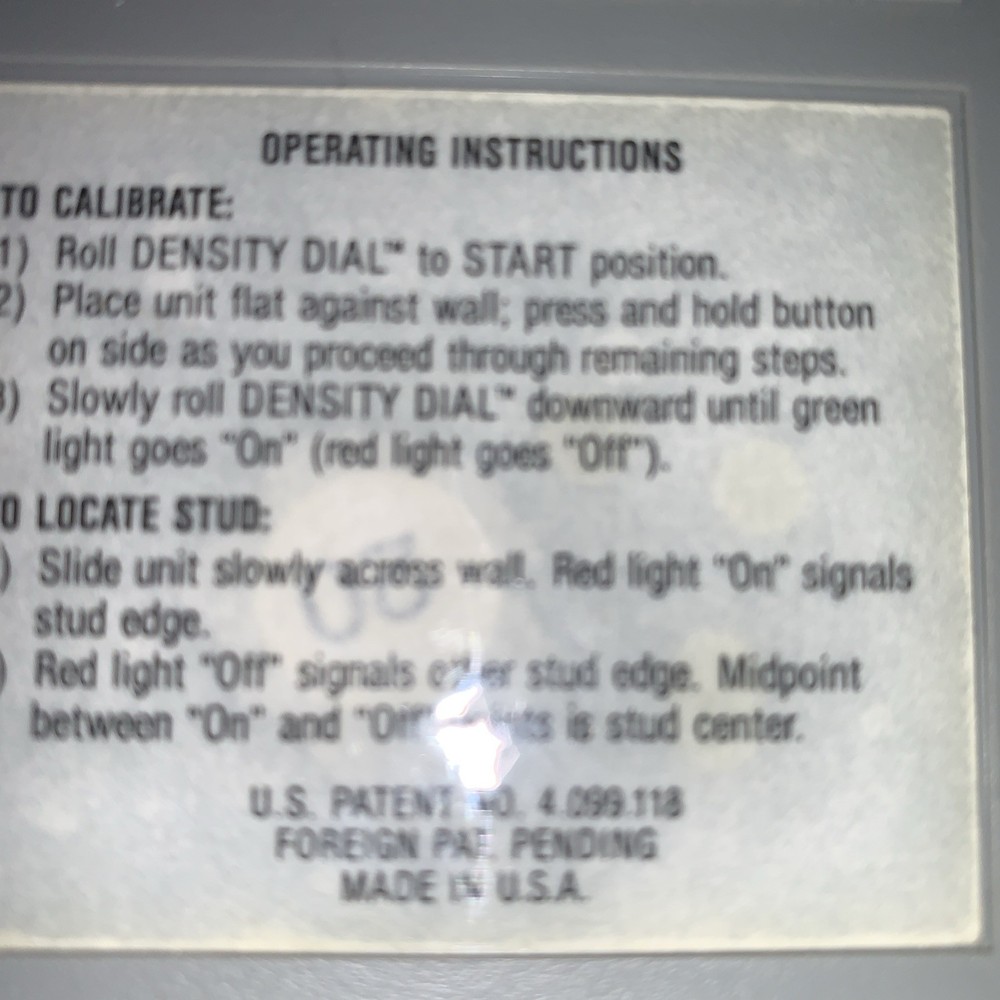 OPERATING INSTRUCTIONS
TO CALIBRATE:
1) Roll DENSITY DIAL™ to START position.
2) Place unit flat against wall; press and hold button
on side as you proceed through remaining steps.
3) Slowly roll DENSITY DIAL™ downward until green
light goes "On" (red light goes "Off").
O LOCATE STUD:
) Slide unit slowly across wall. Red light "On" signals
stud edge.
) Red light "Off" signals other stud edge. Midpoint
between "On" and "Off" points is stud center.
U.S. PATENT NO. 4.099.118
FOREIGN PAT. PENDING
MADE IN U.S.A.